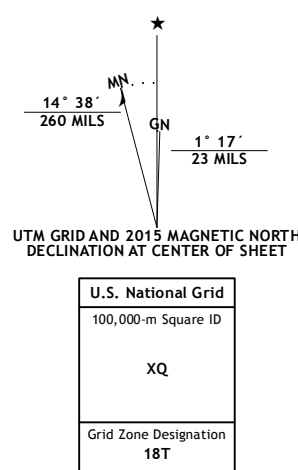 ★
MN
GN
14° 38´
260 MILS
1° 17´
23 MILS
UTM GRID AND 2015 MAGNETIC NORTH
DECLINATION AT CENTER OF SHEET
U.S. National Grid
100,000-m Square ID
XQ
Grid Zone Designation
18T